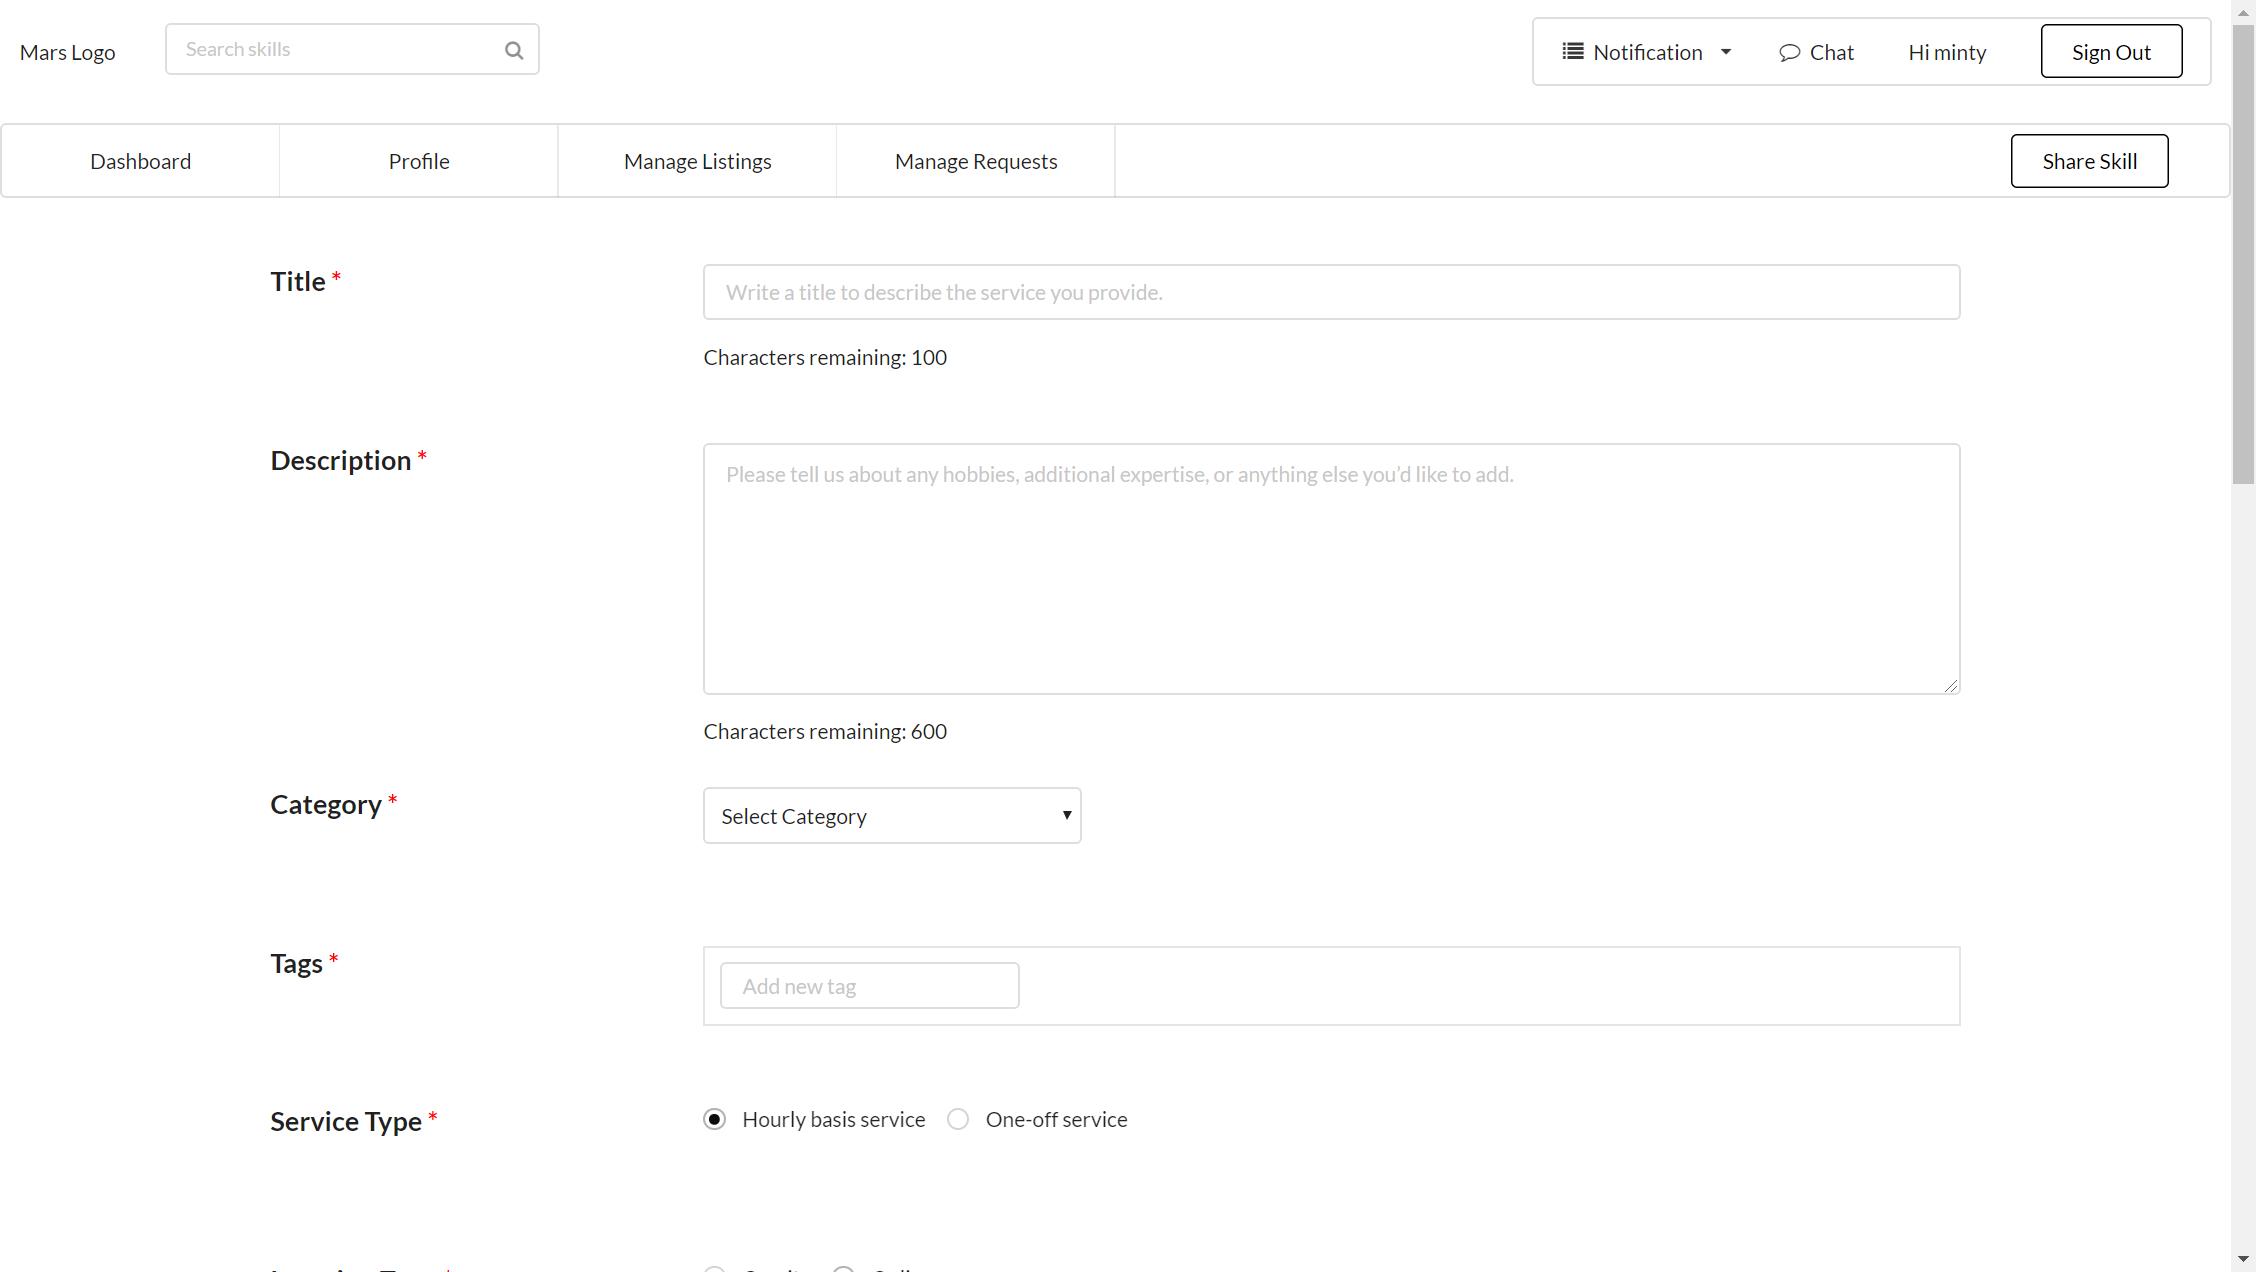 Mars Logo
Search skills
Notification
Chat
Hi minty
Sign Out
Dashboard
Profile
Manage Listings
Manage Requests
Share Skill
Title *
Write a title to describe the service you provide.
Characters remaining: 100
Description *
Please tell us about any hobbies, additional expertise, or anything else you'd like to add.
Characters remaining: 600
Category *
Select Category
Tags *
Add new tag
Service Type *
Hourly basis service
One-off service